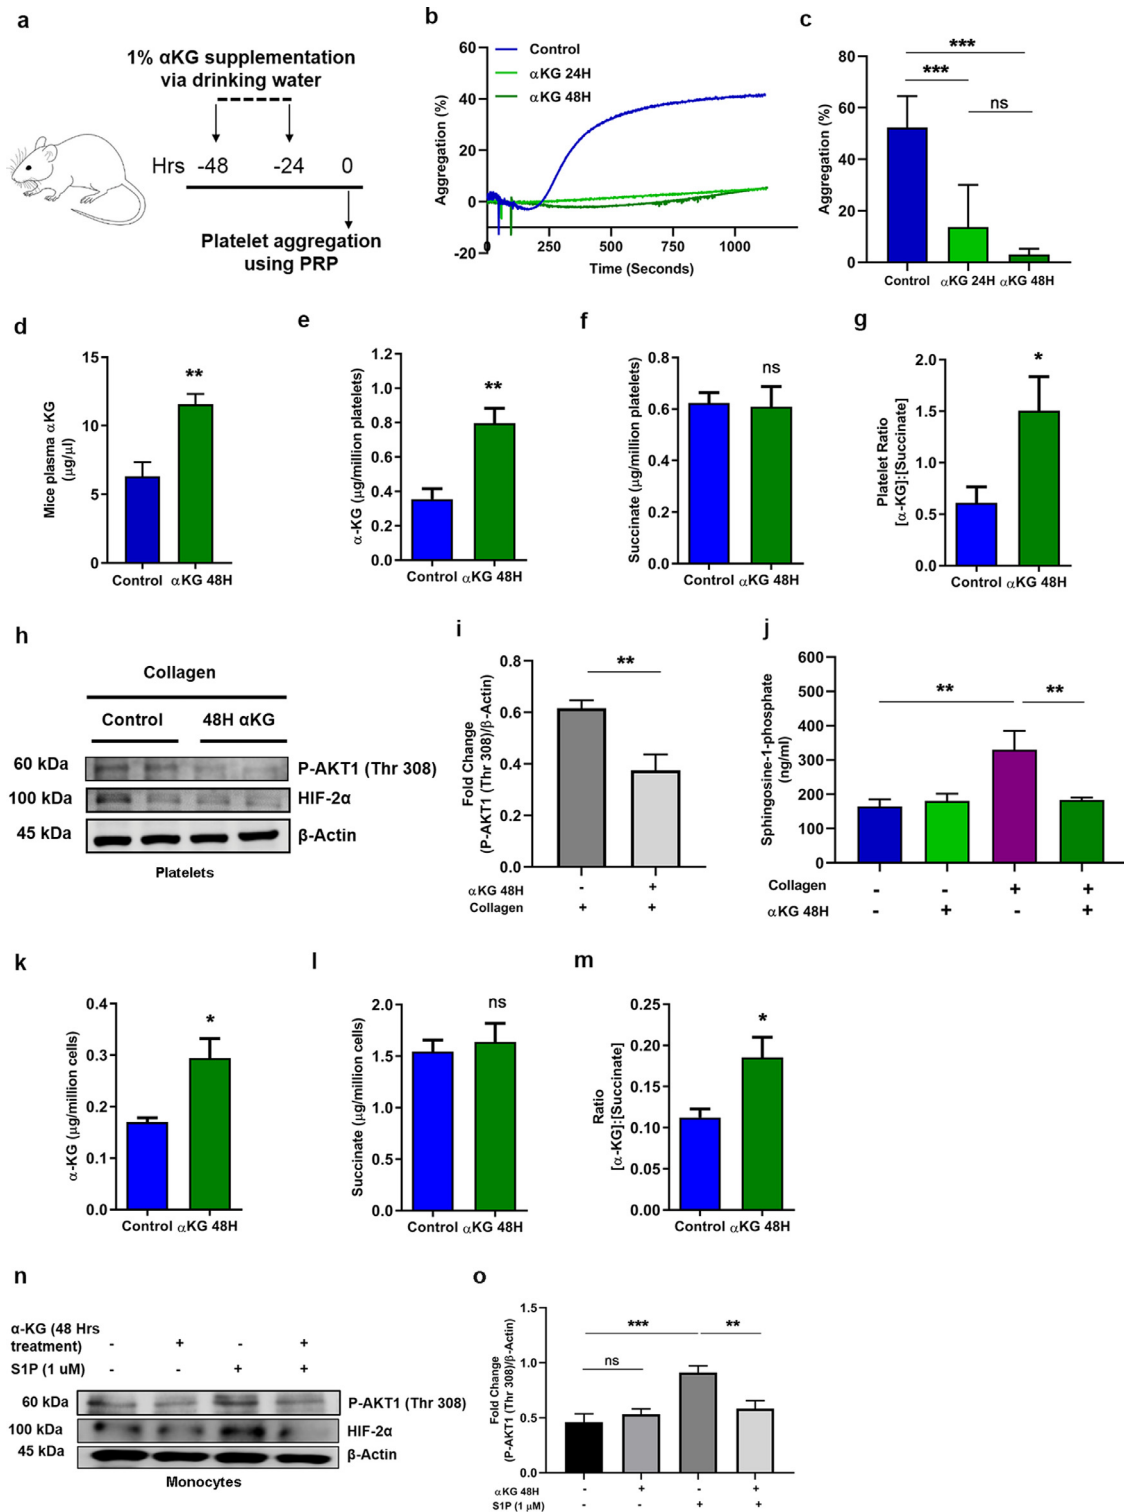 a
1% αKG supplementation
via drinking water
Hrs -48 -24 0
Platelet aggregation
using PRP
b
Aggregation (%)
60
40
20
0
-20
Control
αKG 24H
αKG 48H
0 250 500 750 1000
Time (Seconds)
c
Aggregation (%)
80
60
40
20
0
***
***
ns
Control αKG 24H αKG 48H
d
Mice plasma αKG
(µg/µl)
15
10
5
0
**
Control αKG 48H
e
α-KG (µg/million platelets)
1.2
1.0
0.8
0.6
0.4
0.2
0.0
**
Control αKG 48H
f
Succinate (µg/million platelets)
0.8
0.6
0.4
0.2
0.0
ns
Control αKG 48H
g
Platelet Ratio
[α-KG]:[Succinate]
2.0
1.5
1.0
0.5
0.0
*
Control αKG 48H
h
Collagen
Control 48H αKG
60 kDa P-AKT1 (Thr 308)
100 kDa HIF-2α
45 kDa β-Actin
Platelets
i
Fold Change
(P-AKT1 (Thr 308)/β-Actin
0.8
0.6
0.4
0.2
0.0
**
αKG 48H - +
Collagen + +
j
Sphingosine-1-phosphate
(ng/ml)
600
500
400
300
200
100
0
** **
Collagen - - + +
αKG 48H - + - +
k
α-KG (µg/million cells)
0.4
0.3
0.2
0.1
0.0
*
Control αKG 48H
l
Succinate (µg/million cells)
2.0
1.5
1.0
0.5
0.0
ns
Control αKG 48H
m
Ratio
[α-KG]:[Succinate]
0.25
0.20
0.15
0.10
0.05
0.00
*
Control αKG 48H
n
α-KG (48 Hrs
treatment) - + - +
S1P (1 uM) - - + +
60 kDa P-AKT1 (Thr 308)
100 kDa HIF-2α
45 kDa β-Actin
Monocytes
o
Fold Change
(P-AKT1 (Thr 308)/β-Actin)
1.5
1.0
0.5
0.0
*** **
ns
αKG 48H - + - +
S1P (1 µM) - - + +